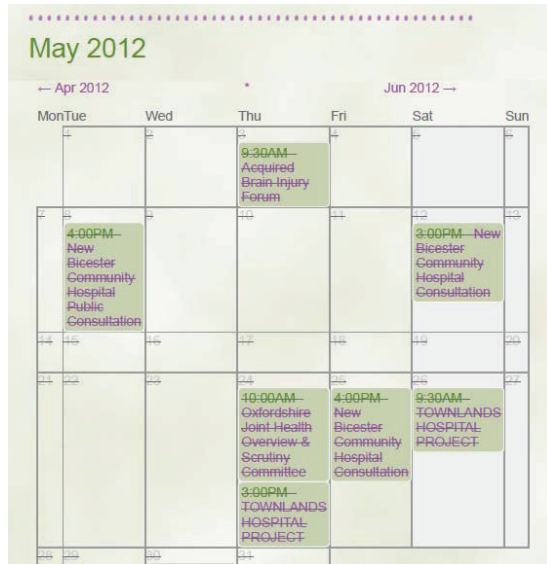 May 2012
← Apr 2012 * Jun 2012 →
Mon Tue Wed Thu Fri Sat Sun
1 2 3 4 5 6
9:30AM -
Acquired
Brain Injury
Forum
7 8 9 10 11 12 13
4:00PM -
New
Bicester
Community
Hospital
Public
Consultation
3:00PM - New
Bicester
Community
Hospital
Consultation
14 15 16 17 18 19 20
21 22 23 24 25 26 27
10:00AM -
Oxfordshire
Joint Health
Overview &
Scrutiny
Committee
3:00PM -
TOWNLANDS
HOSPITAL
PROJECT
4:00PM -
New
Bicester
Community
Hospital
Consultation
9:30AM -
TOWNLANDS
HOSPITAL
PROJECT
28 29 30 31